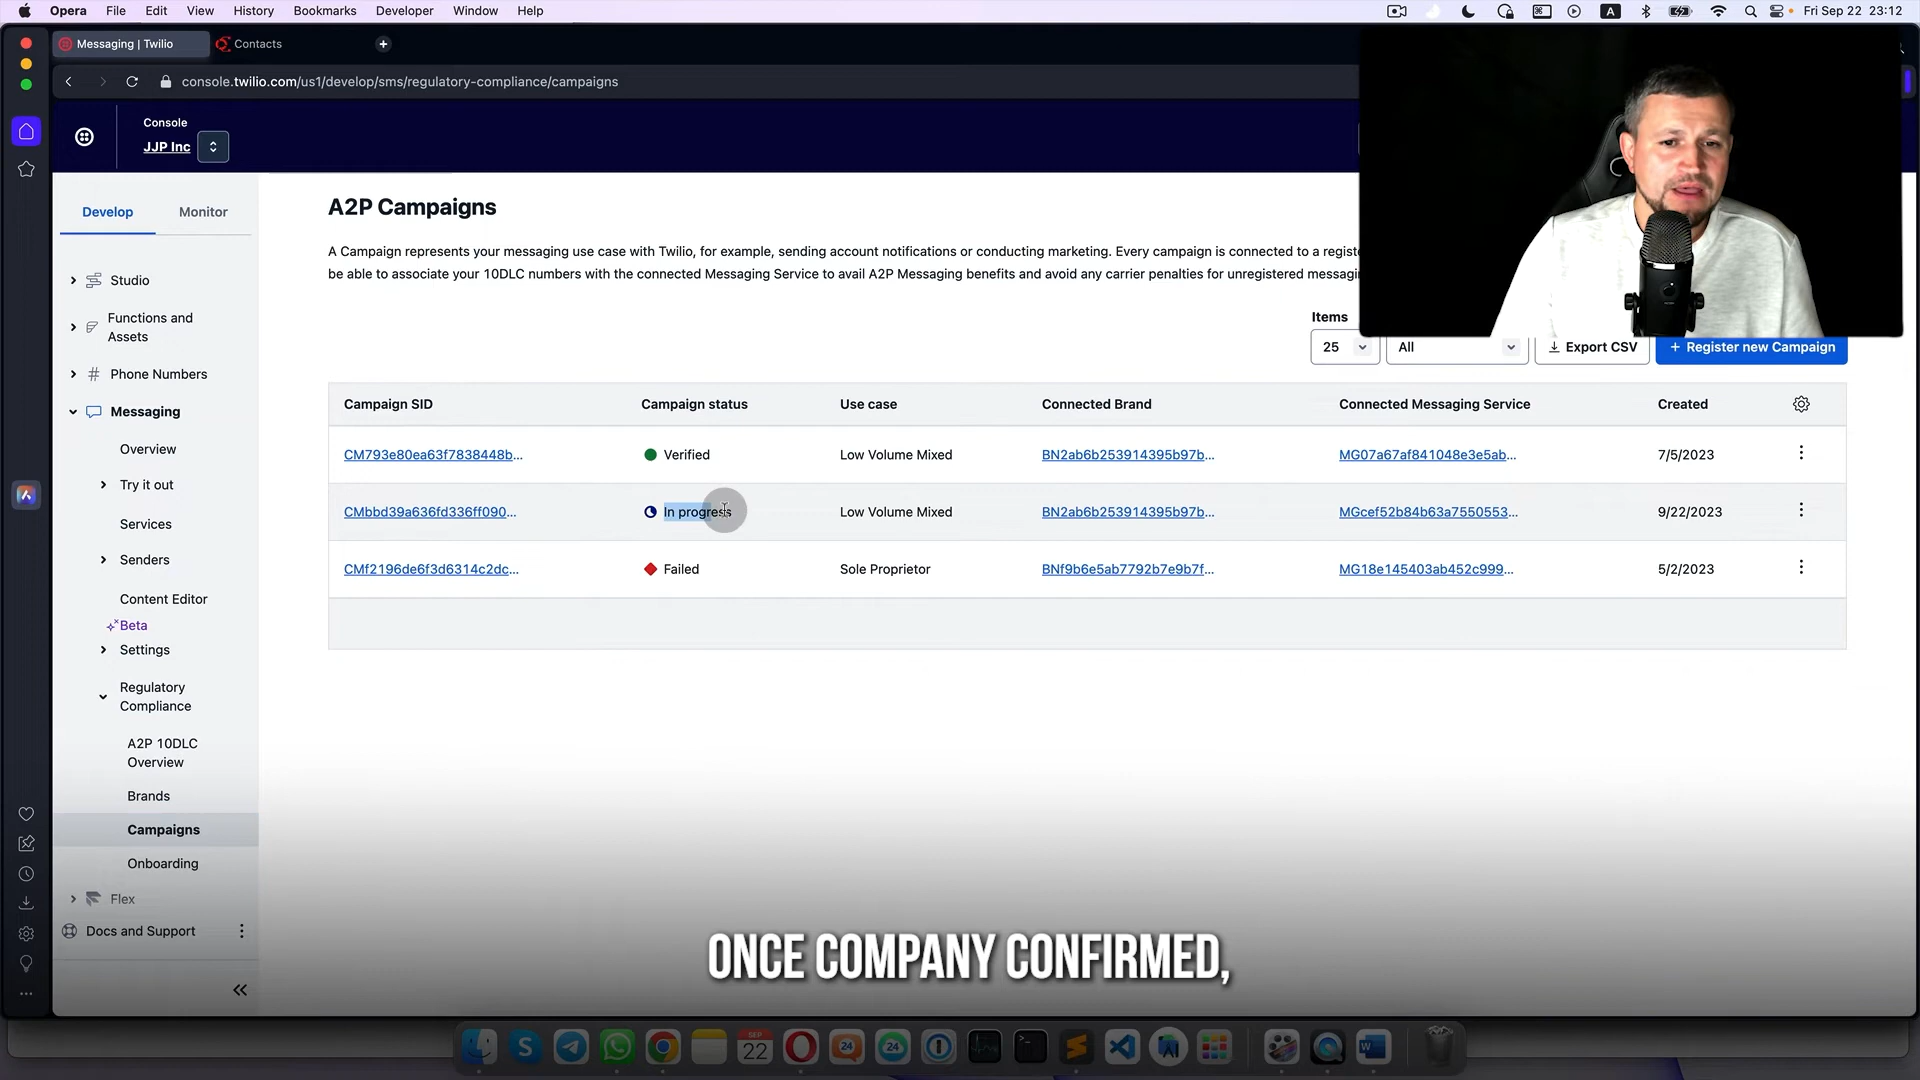 Opera File Edit View History Bookmarks Developer Window Help
A
Fri Sep 22 23:12
Messaging | Twilio
Contacts
console.twilio.com/us1/develop/sms/regulatory-compliance/campaigns
Console
JJP Inc
Develop
Monitor
Studio
Functions and
Assets
Phone Numbers
Messaging
Overview
Try it out
Services
Senders
Content Editor
Beta
Settings
Regulatory
Compliance
A2P 10DLC
Overview
Brands
Campaigns
Onboarding
Flex
Docs and Support
A2P Campaigns
A Campaign represents your messaging use case with Twilio, for example, sending account notifications or conducting marketing. Every campaign is connected to a
be able to associate your 10DLC numbers with the connected Messaging Service to avail A2P Messaging benefits and avoid any carrier penalties for unregistered
Items
25
All
Export CSV
+ Register new Campaign
Campaign SID Campaign status Use case Connected Brand Connected Messaging Service Created
CM793e80ea63f7838448b... Verified Low Volume Mixed BN2ab6b253914395b97b... MG07a67af841048e3e5ab... 7/5/2023
CMbbd39a636fd336ff090... In progress Low Volume Mixed BN2ab6b253914395b97b... MGcef52b84b63a7550553... 9/22/2023
CMf2196de6f3d6314c2dc... Failed Sole Proprietor BNf9b6e5ab7792b7e9b7f... MG18e145403ab452c999... 5/2/2023
ONCE COMPANY CONFIRMED,
SEP
22
24
24